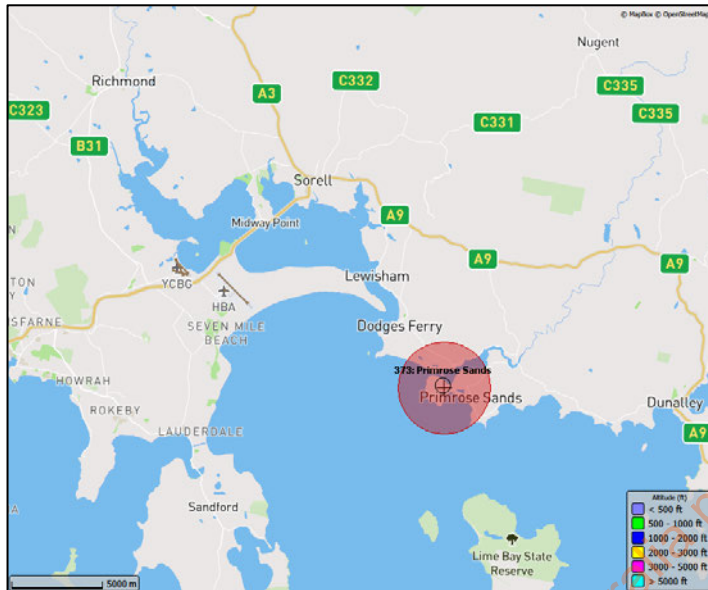 © MapBox © OpenStreetMap
Nugent
Richmond
C332
C335
A3
C323
C331
C335
B31
Sorell
A9
Midway Point
A9
A9
YCBG
Lewisham
HBA
SEVEN MILE
BEACH
Dodges Ferry
373: Primrose Sands
HOWRAH
Primrose Sands
Dunalley
ROKEBY
LAUDERDALE
A9
Sandford
Lime Bay State
Reserve
Altitude (ft)
< 500 ft
500 - 1000 ft
1000 - 2000 ft
2000 - 3000 ft
3000 - 5000 ft
> 5000 ft
5000 m